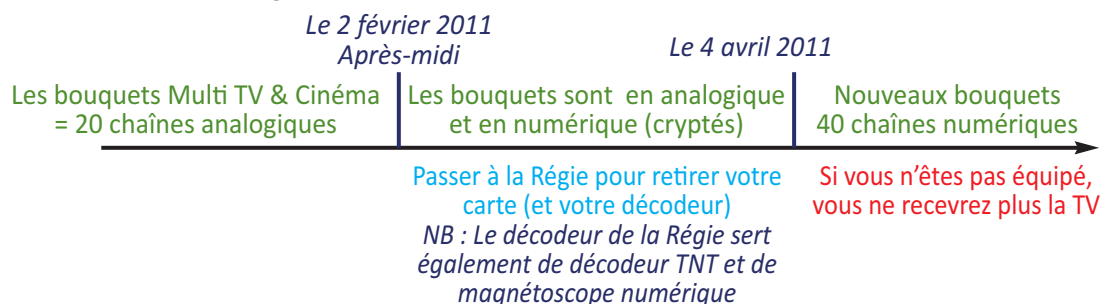 Le 2 février 2011
Après-midi
Le 4 avril 2011
Les bouquets Multi TV & Cinéma
= 20 chaînes analogiques
Les bouquets sont en analogique
et en numérique (cryptés)
Nouveaux bouquets
40 chaînes numériques
Passer à la Régie pour retirer votre
carte (et votre décodeur)
NB : Le décodeur de la Régie sert
également de décodeur TNT et de
magnétoscope numérique
Si vous n'êtes pas équipé,
vous ne recevrez plus la TV